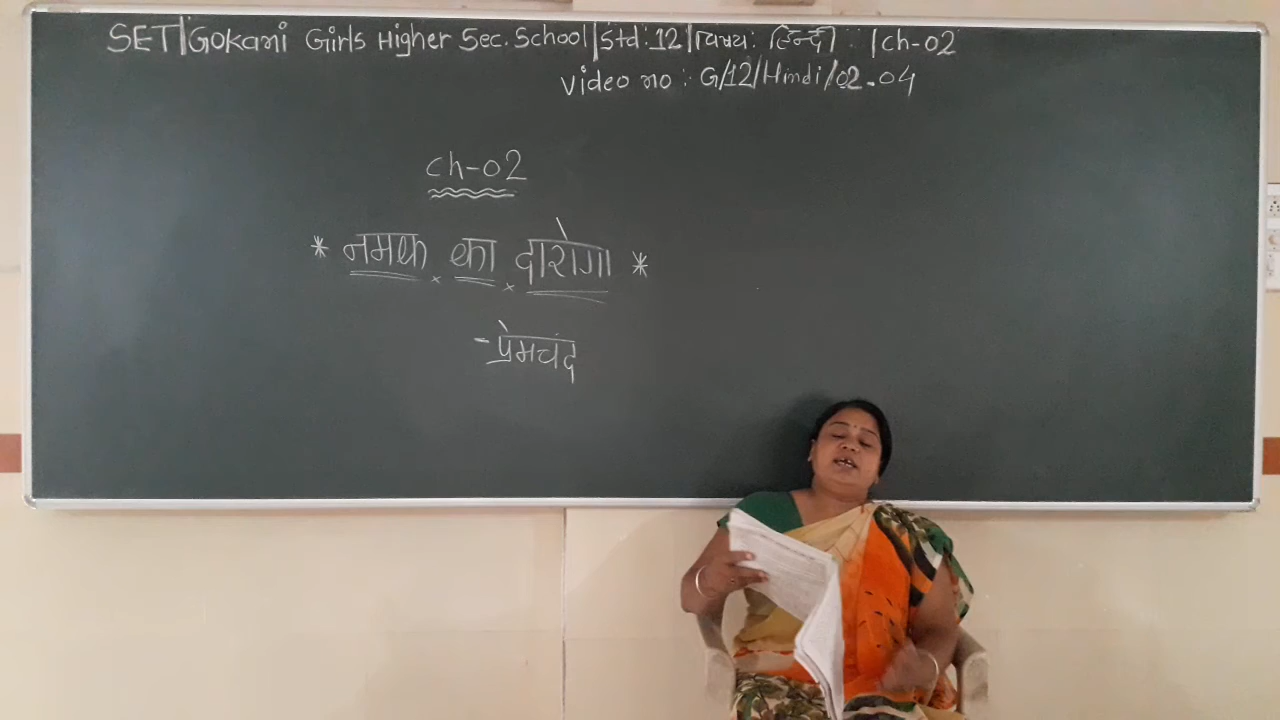 SET|Gokani Girls Higher Sec. School|Std:12|विषय: हिन्दी |ch-02
Video no : G/12/Hindi/02.04
ch-02
* नमक का दारोगा *
- प्रेमचंद